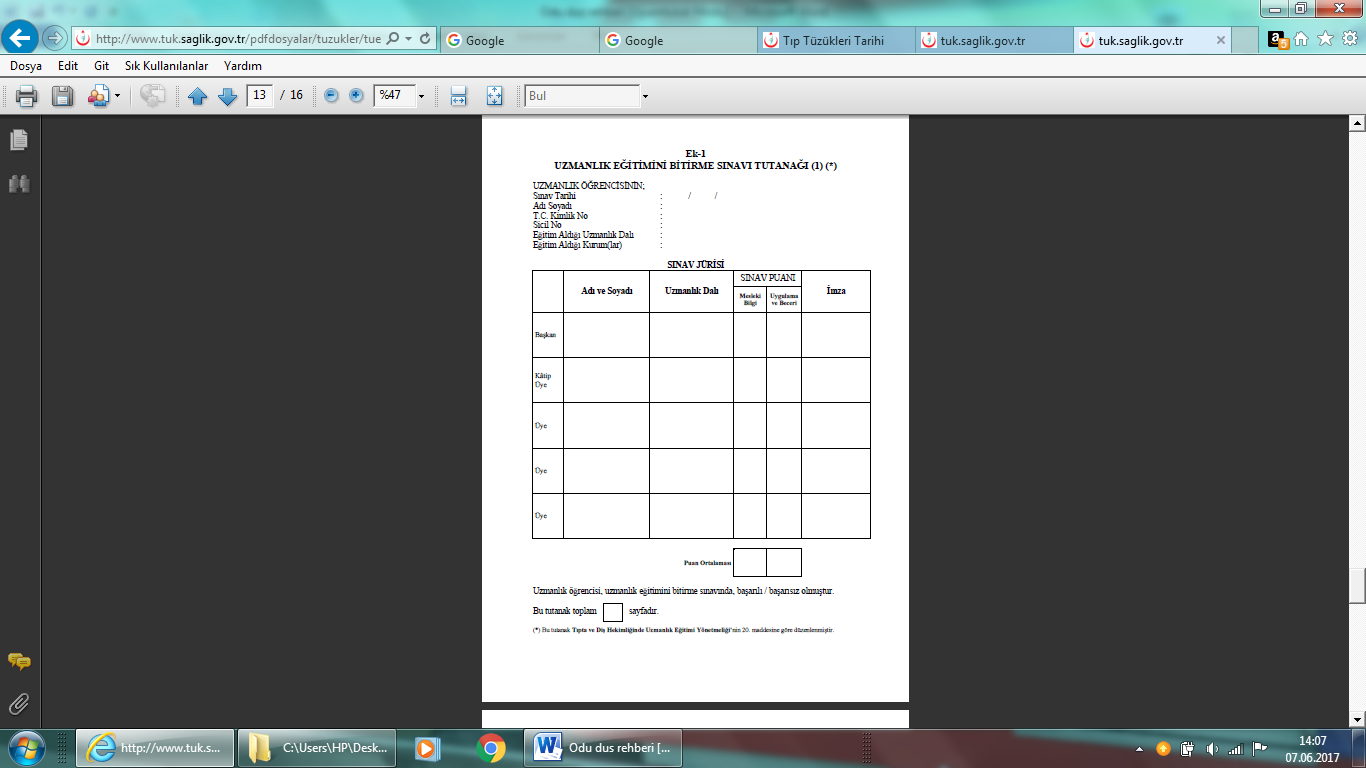 http://www.tuk.saglik.gov.tr/pdfdosyalar/tuzukler/tue
Google
Google
Tıp Tüzükleri Tarihi
tuk.saglik.gov.tr
tuk.saglik.gov.tr
5
Dosya Edit Git Sık Kullanılanlar Yardım
13 / 16 %47 Bul
Ek-1
UZMANLIK EĞİTİMİNİ BİTİRME SINAVI TUTANAĞI (1) (*)
UZMANLIK ÖĞRENCİSİNİN;
Sınav Tarihi : / /
Adı Soyadı :
T.C. Kimlik No :
Sicil No :
Eğitim Aldığı Uzmanlık Dalı :
Eğitim Aldığı Kurum(lar) :
SINAV JÜRİSİ
Adı ve Soyadı
Uzmanlık Dalı
SINAV PUANI
Mesleki
Bilgi
Uygulama
ve Beceri
İmza
Başkan
Kâtip
Üye
Üye
Üye
Üye
Puan Ortalaması
Uzmanlık öğrencisi, uzmanlık eğitimini bitirme sınavında, başarılı / başarısız olmuştur.
Bu tutanak toplam sayfadır.
(*) Bu tutanak Tıpta ve Diş Hekimliğinde Uzmanlık Eğitimi Yönetmeliği'nin 20. maddesine göre düzenlenmiştir.
http://www.tuk.s...
C:\Users\HP\Desk...
Odu dus rehberi [...
14:07
07.06.2017